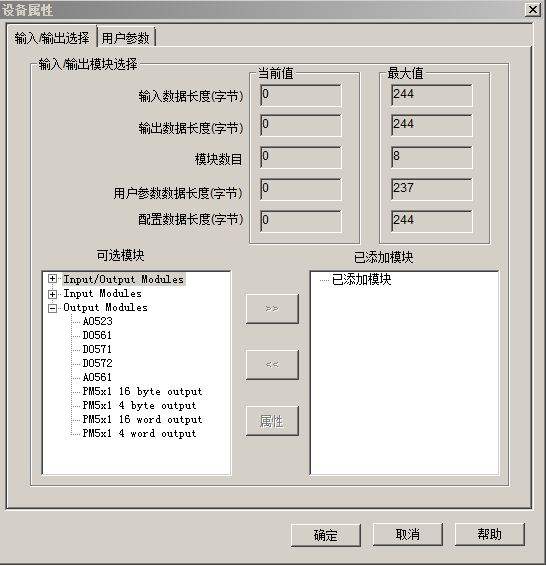 设备属性
输入/输出选择 用户参数
输入/输出模块选择
当前值 最大值
输入数据长度(字节) 0 244
输出数据长度(字节) 0 244
模块数目 0 8
用户参数数据长度(字节) 0 237
配置数据长度(字节) 0 244
可选模块 已添加模块
Input/Output Modules 已添加模块
Input Modules
Output Modules
AO523
DO561
DO571
DO572
AO561
PM5x1 16 byte output
PM5x1 4 byte output
PM5x1 16 word output
PM5x1 4 word output
>>
<<
属性
确定 取消 帮助